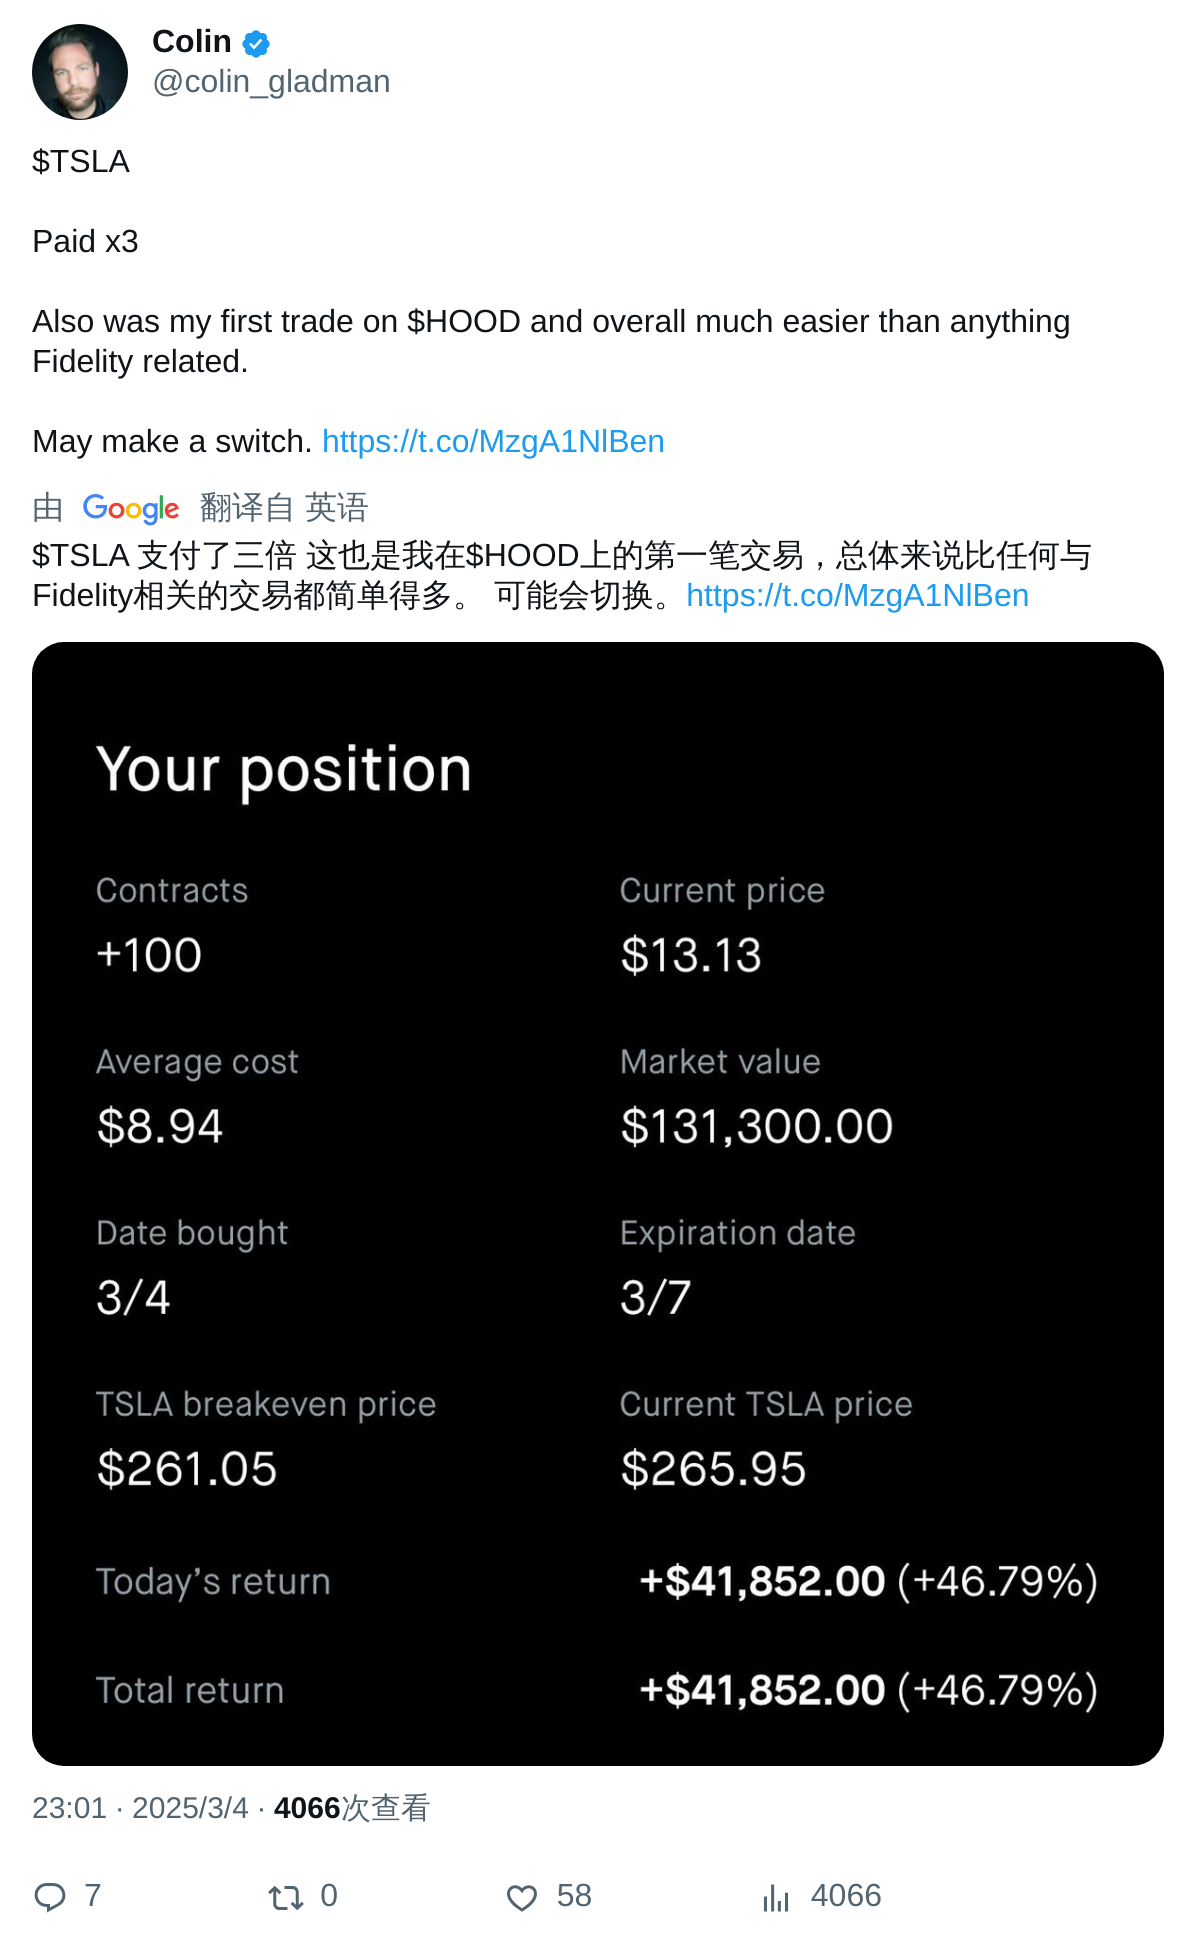 Colin
@colin_gladman
$TSLA
Paid x3
Also was my first trade on $HOOD and overall much easier than anything
Fidelity related.
May make a switch. https://t.co/MzgA1NlBen
由 Google 翻译自 英语
$TSLA 支付了三倍 这也是我在$HOOD上的第一笔交易，总体来说比任何与
Fidelity相关的交易都简单得多。 可能会切换。https://t.co/MzgA1NlBen
Your position
Contracts
+100
Current price
$13.13
Average cost
$8.94
Market value
$131,300.00
Date bought
3/4
Expiration date
3/7
TSLA breakeven price
$261.05
Current TSLA price
$265.95
Today’s return +$41,852.00 (+46.79%)
Total return +$41,852.00 (+46.79%)
23:01 · 2025/3/4 · 4066次查看
7 0 58 4066